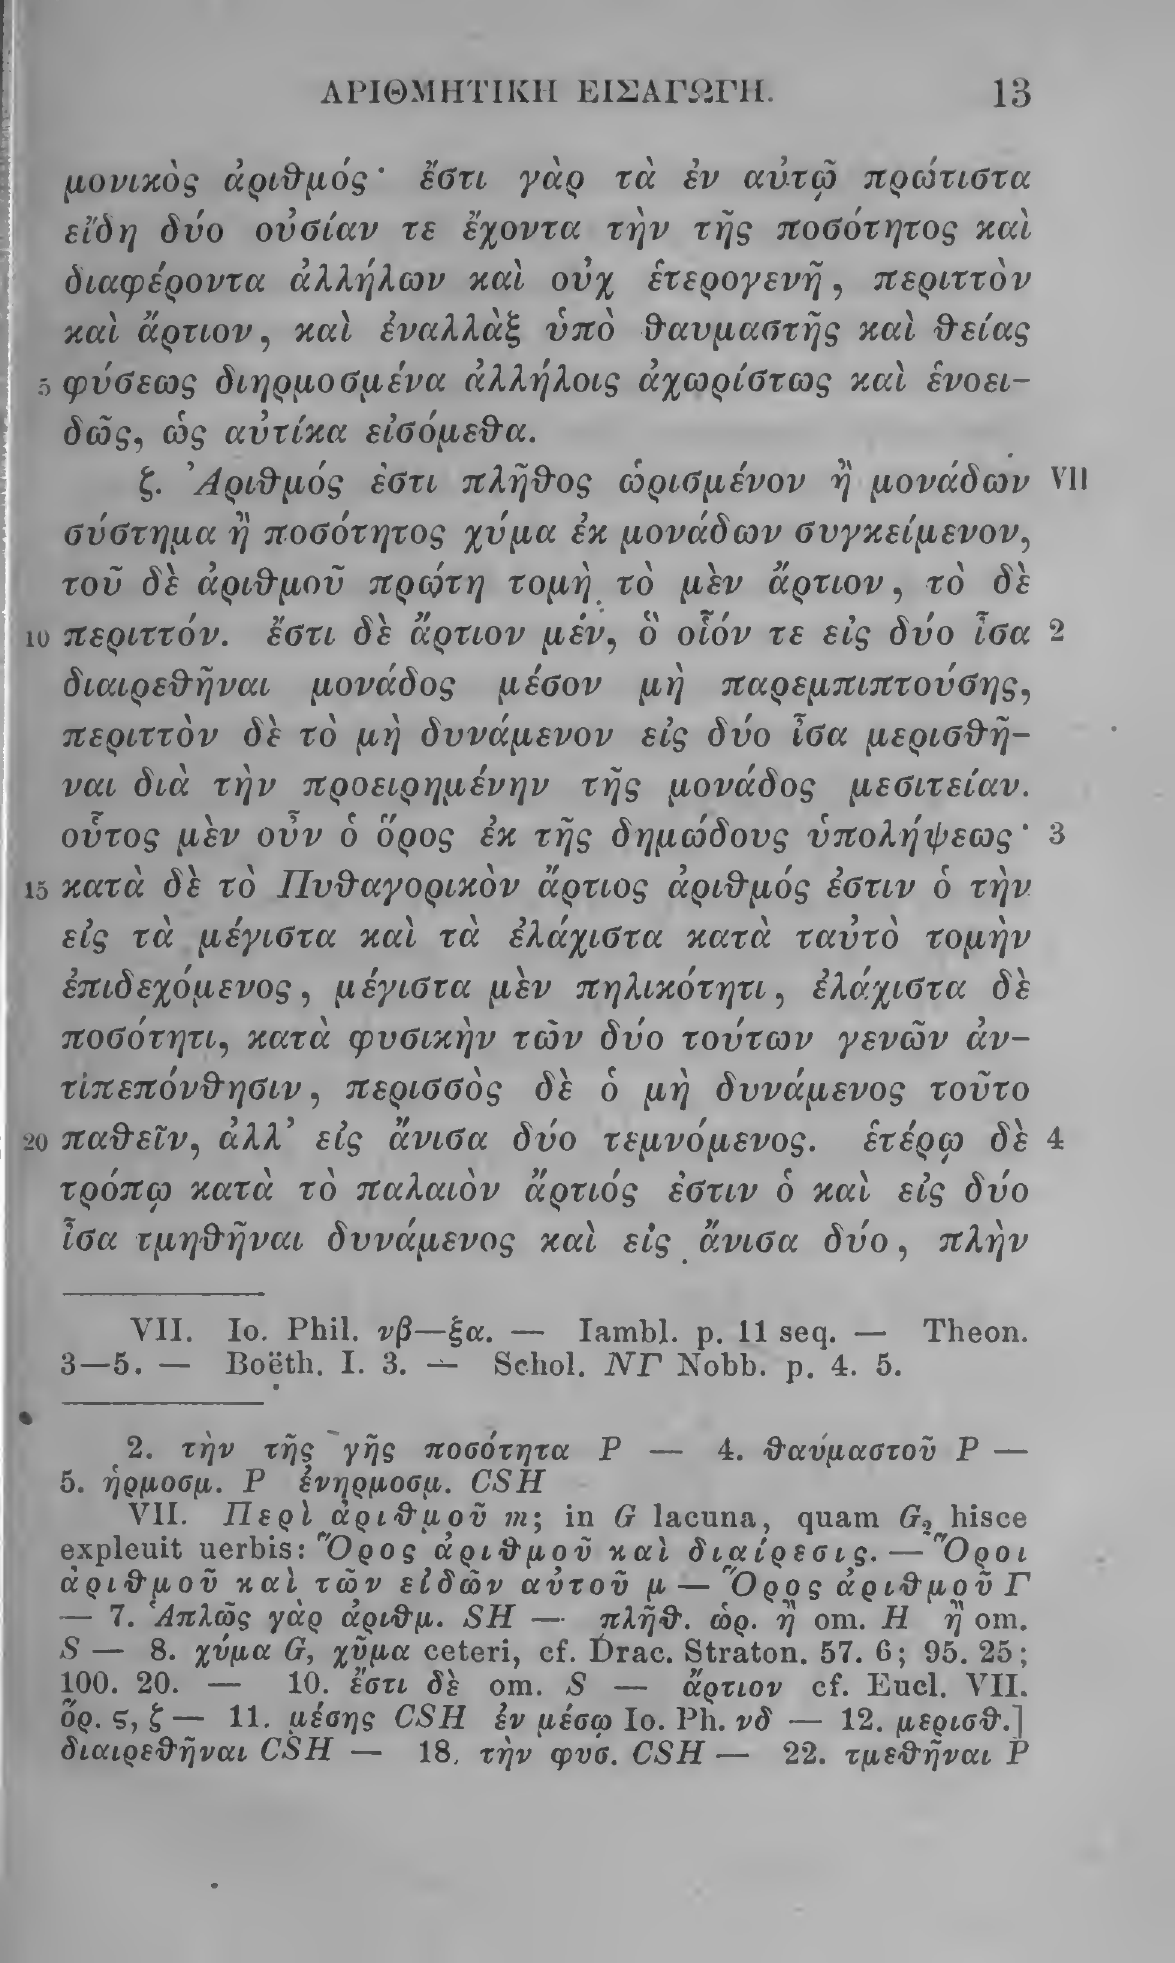 ΑΡΙΘΜΗΤΙΚΗ ΕΙΣΑΓΩΓΗ. 13
μονικὸς ἀριθμός· ἔστι γὰρ τὰ ἐν αὐτῷ πρώτιστα
εἴδη δύο οὐσίαν τε ἔχοντα τὴν τῆς ποσότητος καὶ
διαφέροντα ἀλλήλων καὶ οὐχ ἑτερογενῆ, περιττὸν
καὶ ἄρτιον, καὶ ἐναλλὰξ ὑπὸ θαυμαστῆς καὶ θείας
5 φύσεως διηρμοσμένα ἀλλήλοις ἀχωρίστως καὶ ἑνοει-
δῶς, ὡς αὐτίκα εἰσόμεθα.
ζ. Ἀριθμός ἐστι πλῆθος ὡρισμένον ἢ μονάδων VII
σύστημα ἢ ποσότητος χύμα ἐκ μονάδων συγκείμενον,
τοῦ δὲ ἀριθμοῦ πρώτη τομὴ τὸ μὲν ἄρτιον, τὸ δὲ
10 περιττόν. ἔστι δὲ ἄρτιον μέν, ὃ οἷόν τε εἰς δύο ἴσα 2
διαιρεθῆναι μονάδος μέσον μὴ παρεμπιπτούσης,
περιττὸν δὲ τὸ μὴ δυνάμενον εἰς δύο ἴσα μερισθῆ-
ναι διὰ τὴν προειρημένην τῆς μονάδος μεσιτείαν.
οὗτος μὲν οὖν ὁ ὅρος ἐκ τῆς δημώδους ὑπολήψεως· 3
15 κατὰ δὲ τὸ Πυθαγορικὸν ἄρτιος ἀριθμός ἐστιν ὁ τὴν
εἰς τὰ μέγιστα καὶ τὰ ἐλάχιστα κατὰ ταὐτὸ τομὴν
ἐπιδεχόμενος, μέγιστα μὲν πηλικότητι, ἐλάχιστα δὲ
ποσότητι, κατὰ φυσικὴν τῶν δύο τούτων γενῶν ἀν-
τιπεπόνθησιν, περισσὸς δὲ ὁ μὴ δυνάμενος τοῦτο
20 παθεῖν, ἀλλ’ εἰς ἄνισα δύο τεμνόμενος. ἑτέρῳ δὲ 4
τρόπῳ κατὰ τὸ παλαιὸν ἄρτιός ἐστιν ὁ καὶ εἰς δύο
ἴσα τμηθῆναι δυνάμενος καὶ εἰς ἄνισα δύο, πλὴν
VII. Io. Phil. νβ—ξα. — Iambl. p. 11 seq. — Theon.
3—5. — Boëth. I. 3. — Schol. ΝΓ Nobb. p. 4. 5.
2. τὴν τῆς γῆς ποσότητα P — 4. θαυμαστοῦ P —
5. ἡρμοσμ. P ἐνηρμοσμ. CSH
VII. Περὶ ἀριθμοῦ m; in G lacuna, quam G₂ hisce
expleuit uerbis: Ὅρος ἀριθμοῦ καὶ διαίρεσις. — Ὅροι
ἀριθμοῦ καὶ τῶν εἰδῶν αὐτοῦ μ — Ὅρος ἀριθμοῦ Γ
— 7. Ἁπλῶς γὰρ ἀριθμ. SH — πλῆθ. ὡρ. ἢ om. H ἢ om.
S — 8. χύμα G, χῦμα ceteri, cf. Drac. Straton. 57. 6; 95. 25;
100. 20. — 10. ἔστι δὲ om. S — ἄρτιον cf. Eucl. VII.
ὅρ. ς, ζ — 11. μέσης CSH ἐν μέσῳ Io. Ph. νδ — 12. μερισθ.]
διαιρεθῆναι CSH — 18. τὴν φυσ. CSH — 22. τμεθῆναι P